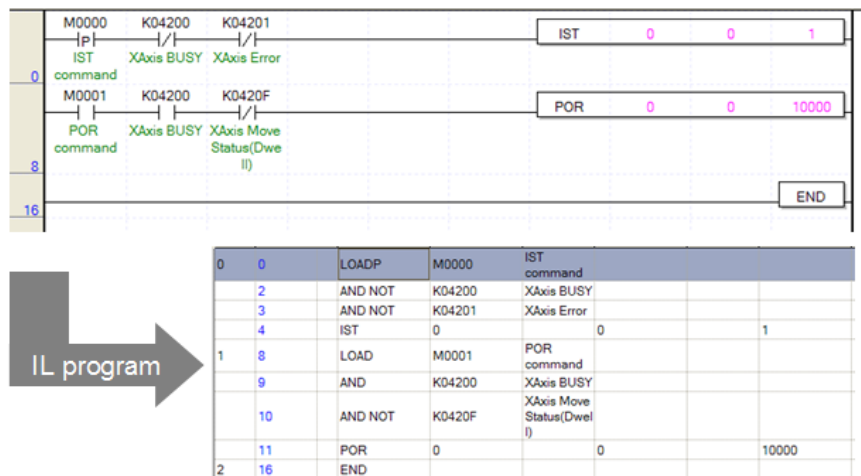 M0000 K04200 K04201
P
IST 0 0 1
IST XAxis BUSY XAxis Error
command
0
M0001 K04200 K0420F
POR 0 0 10000
POR XAxis BUSY XAxis Move
command Status(Dwe
ll)
8
END
16
IL program
0 0 LOADP M0000 IST
command
2 AND NOT K04200 XAxis BUSY
3 AND NOT K04201 XAxis Error
4 IST 0 0 1
1 8 LOAD M0001 POR
command
9 AND K04200 XAxis BUSY
10 AND NOT K0420F XAxis Move
Status(Dwel
l)
11 POR 0 0 10000
2 16 END